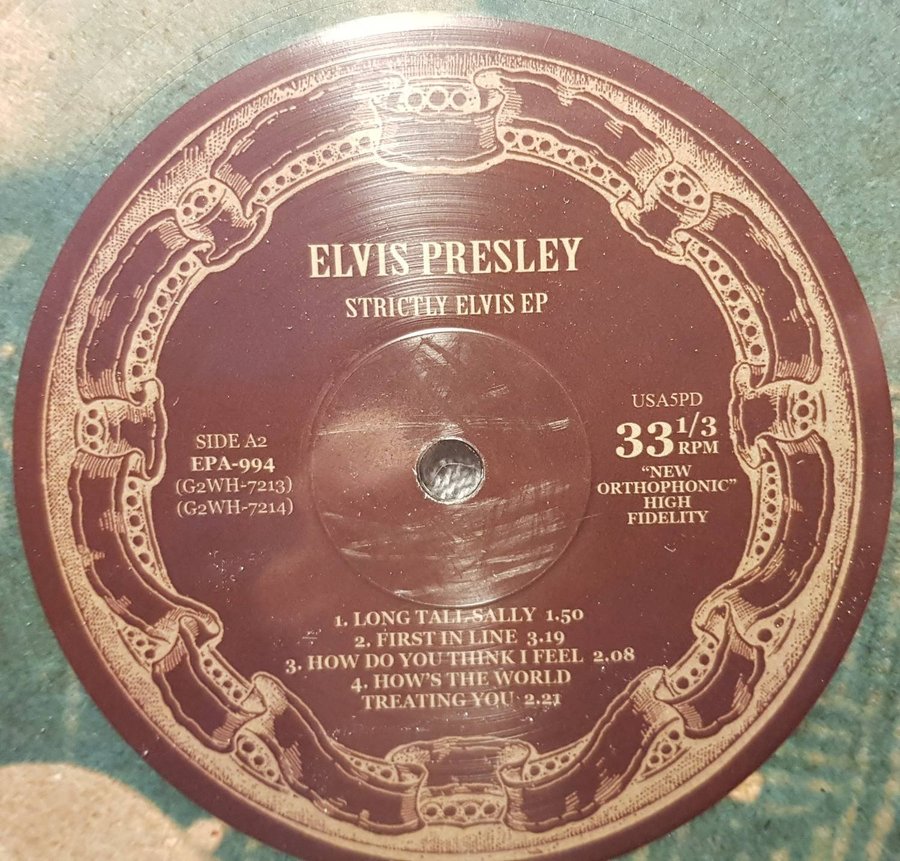 ELVIS PRESLEY
STRICTLY ELVIS EP
SIDE A2
EPA-994
(G2WH-7213)
(G2WH-7214)
USA5PD
33 1/3
RPM
“NEW
ORTHOPHONIC”
HIGH
FIDELITY
1. LONG TALL SALLY 1.50
2. FIRST IN LINE 3.19
3. HOW DO YOU THINK I FEEL 2.08
4. HOW'S THE WORLD
TREATING YOU 2.21